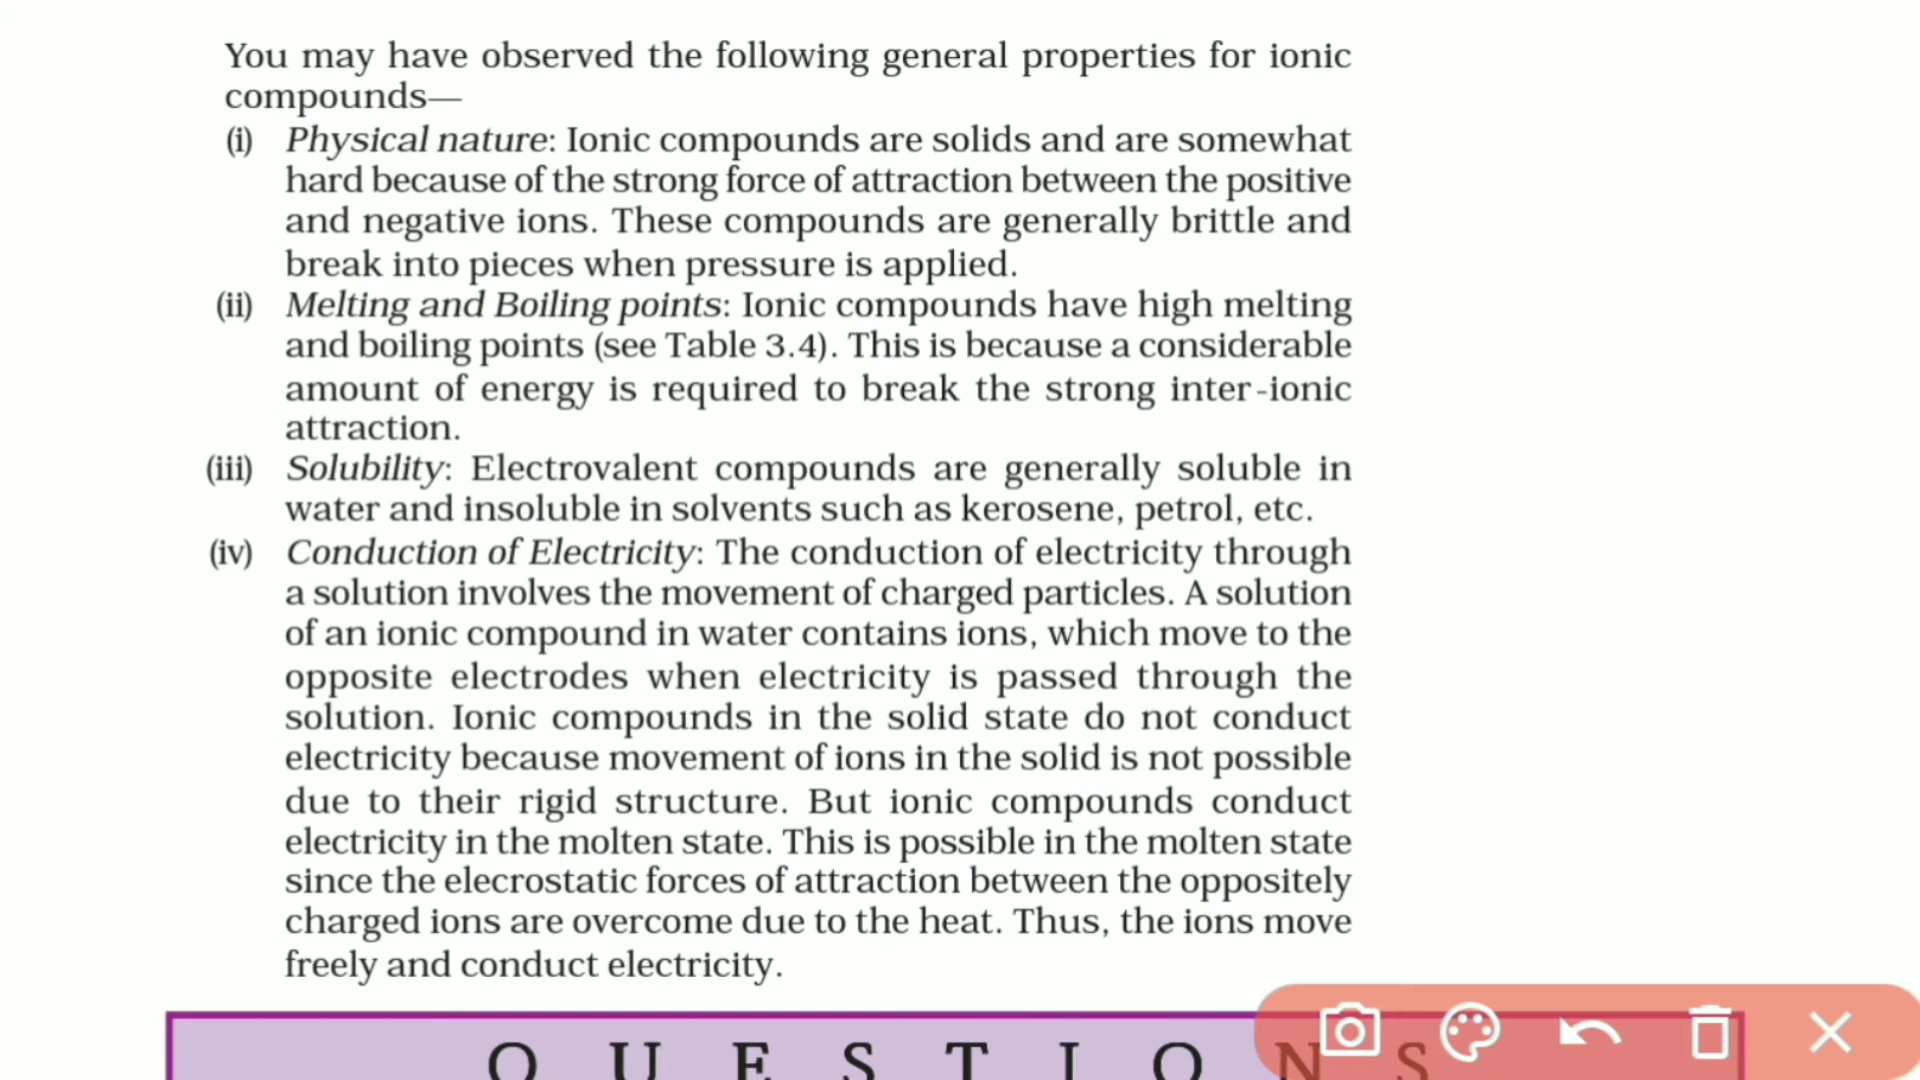 You may have observed the following general properties for ionic
compounds—
(i) Physical nature: Ionic compounds are solids and are somewhat
hard because of the strong force of attraction between the positive
and negative ions. These compounds are generally brittle and
break into pieces when pressure is applied.
(ii) Melting and Boiling points: Ionic compounds have high melting
and boiling points (see Table 3.4). This is because a considerable
amount of energy is required to break the strong inter-ionic
attraction.
(iii) Solubility: Electrovalent compounds are generally soluble in
water and insoluble in solvents such as kerosene, petrol, etc.
(iv) Conduction of Electricity: The conduction of electricity through
a solution involves the movement of charged particles. A solution
of an ionic compound in water contains ions, which move to the
opposite electrodes when electricity is passed through the
solution. Ionic compounds in the solid state do not conduct
electricity because movement of ions in the solid is not possible
due to their rigid structure. But ionic compounds conduct
electricity in the molten state. This is possible in the molten state
since the elecrostatic forces of attraction between the oppositely
charged ions are overcome due to the heat. Thus, the ions move
freely and conduct electricity.
Q U E S T I O N S